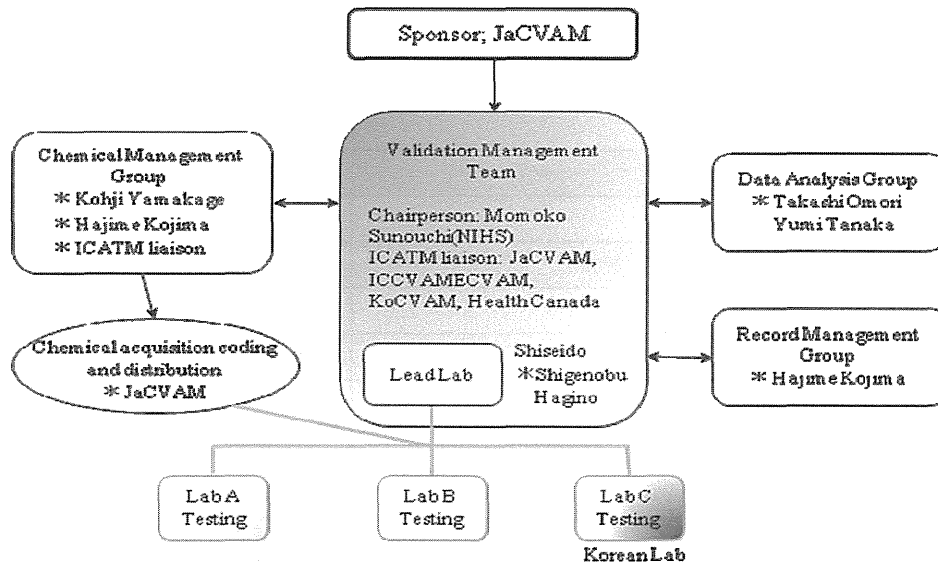 Sponsor; JaCVAM
Chemical Management
Group
* Kohji Yamakage
* Hajime Kojima
* ICATM liaison
Validation Management
Team
Chairperson: Momoko
Sunouchi(NIHS)
ICATM liaison: JaCVAM,
ICCVAMECVAM,
KoCVAM, HealthCanada
Data Analysis Group
* Takashi Omori
Yumi Tanaka
Chemical acquisition coding
and distribution
* JaCVAM
Lead Lab
Shiseido
*Shigenobu
Hagino
Record Management
Group
* Hajime Kojima
Lab A
Testing
Lab B
Testing
Lab C
Testing
Korean Lab